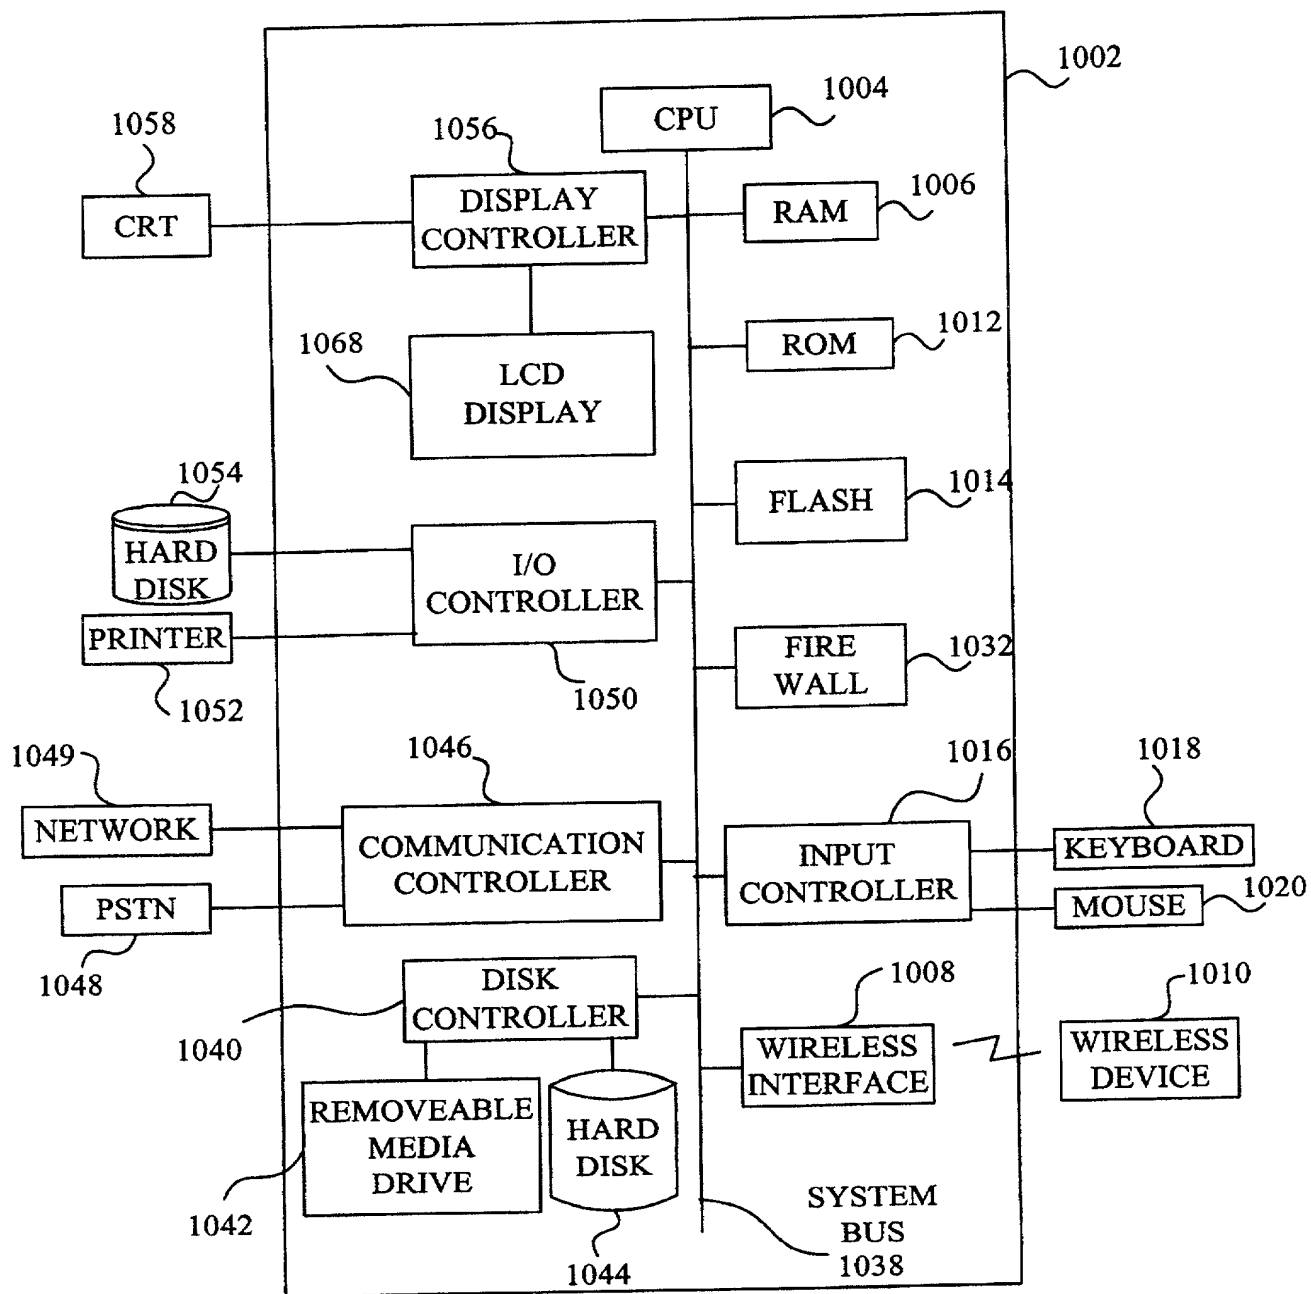 1002
1004
CPU
1058
1056
CRT
DISPLAY
CONTROLLER
RAM
1006
1068
LCD
DISPLAY
ROM
1012
1054
HARD
DISK
I/O
CONTROLLER
FLASH
1014
PRINTER
1052
1050
FIRE
WALL
1032
1049
NETWORK
1046
COMMUNICATION
CONTROLLER
1016
INPUT
CONTROLLER
1018
KEYBOARD
MOUSE
1020
PSTN
1048
DISK
CONTROLLER
1040
1008
WIRELESS
INTERFACE
1010
WIRELESS
DEVICE
REMOVEABLE
MEDIA
DRIVE
1042
HARD
DISK
1044
SYSTEM
BUS
1038